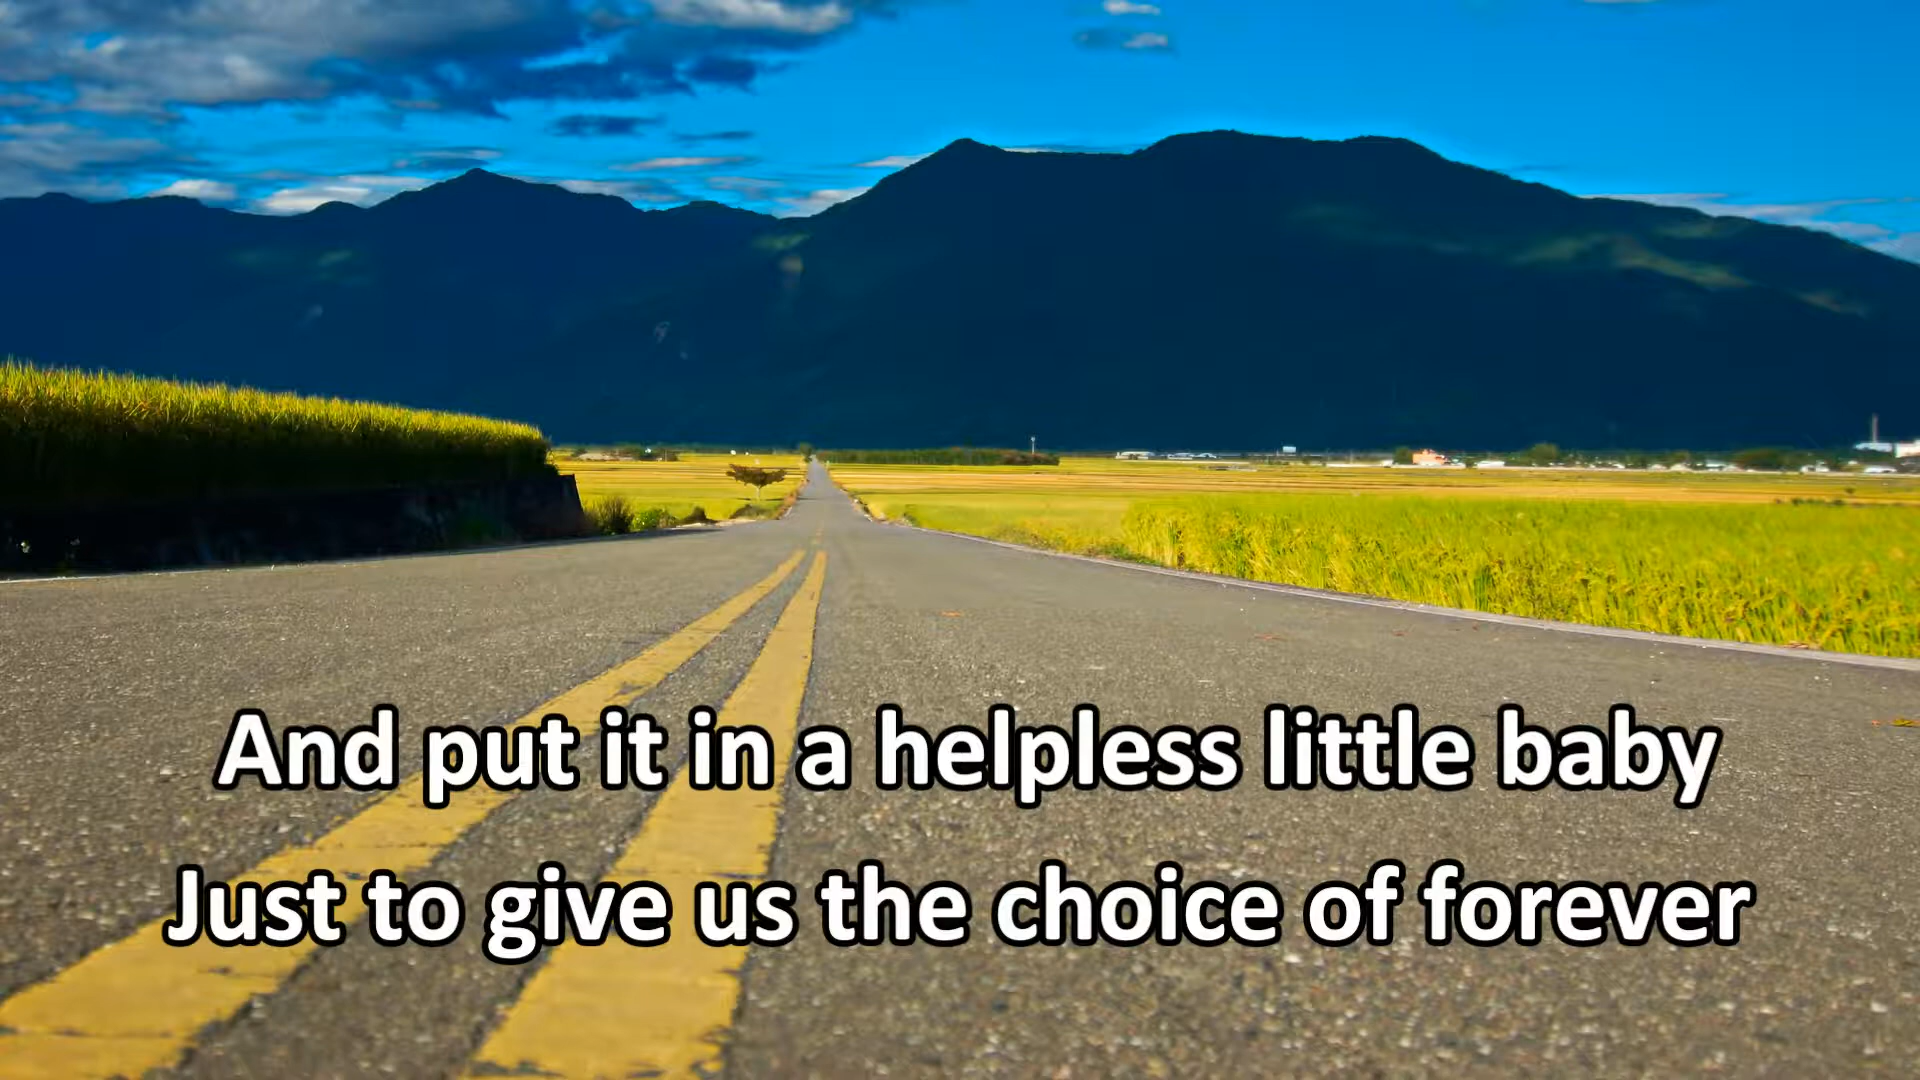 And put it in a helpless little baby
Just to give us the choice of forever